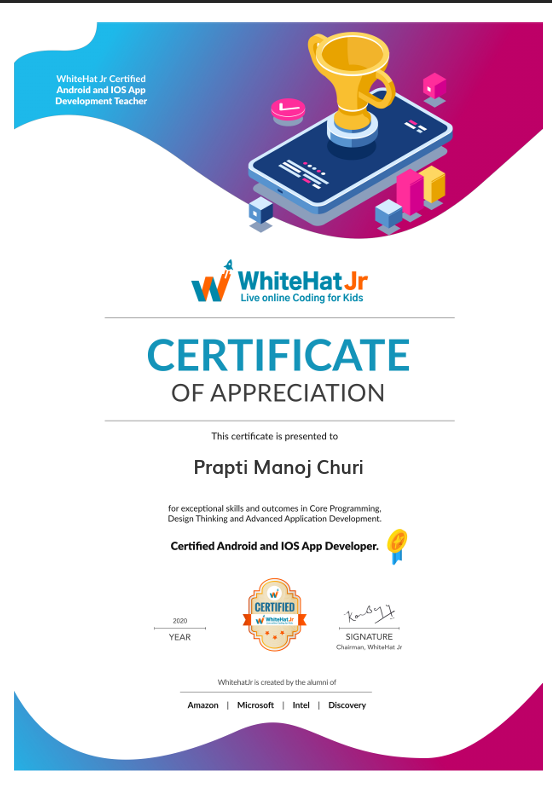 WhiteHat Jr Certified
Android and IOS App
Development Teacher
WhiteHat Jr
Live online Coding for Kids
CERTIFICATE
OF APPRECIATION
This certificate is presented to
Prapti Manoj Churi
for exceptional skills and outcomes in Core Programming,
Design Thinking and Advanced Application Development.
Certified Android and IOS App Developer.
CERTIFIED
WhiteHat Jr
2020
YEAR
SIGNATURE
Chairman, WhiteHat Jr
WhitehatJr is created by the alumni of
Amazon | Microsoft | Intel | Discovery